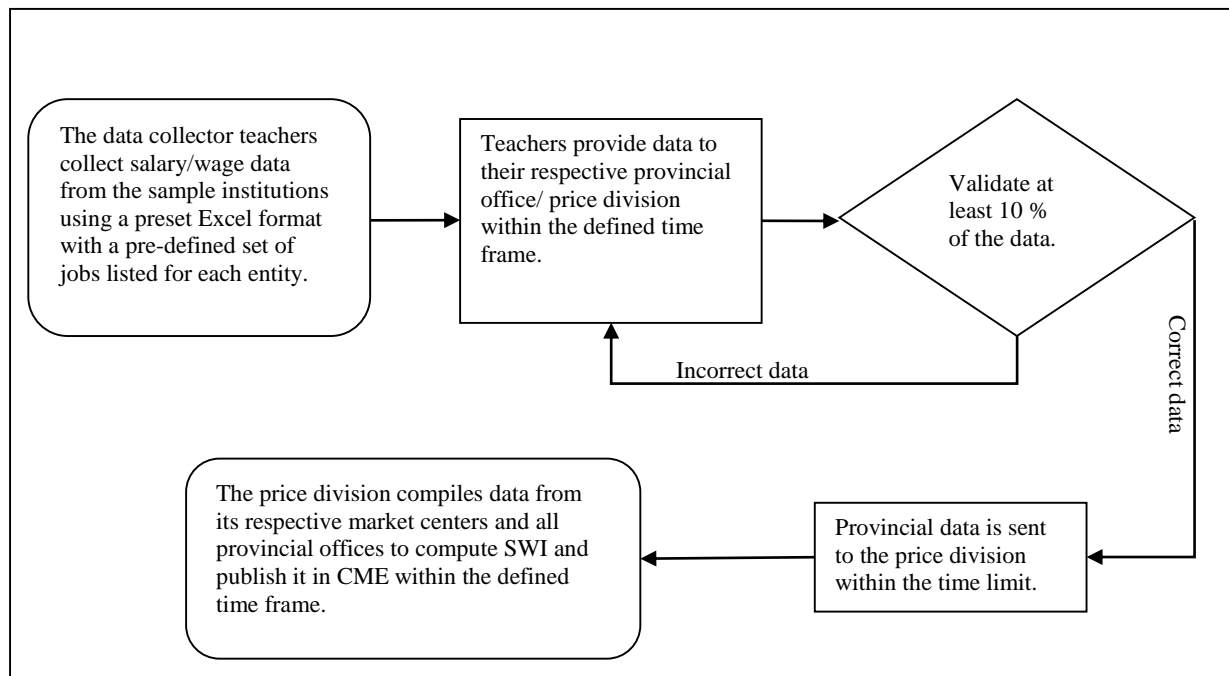 The data collector teachers
collect salary/wage data
from the sample institutions
using a preset Excel format
with a pre-defined set of
jobs listed for each entity.
Teachers provide data to
their respective provincial
office/ price division
within the defined time
frame.
Validate at
least 10 %
of the data.
Incorrect data
Correct data
Provincial data is sent
to the price division
within the time limit.
The price division compiles data from
its respective market centers and all
provincial offices to compute SWI and
publish it in CME within the defined
time frame.